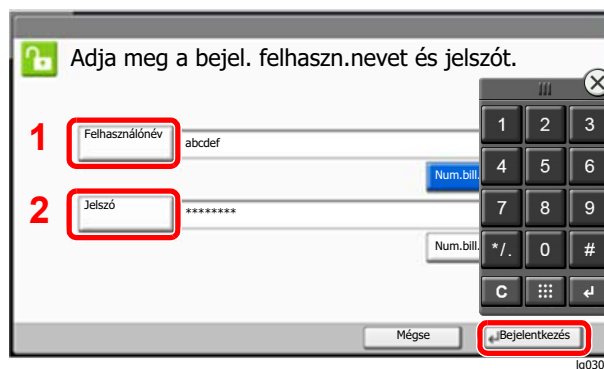 Adja meg a bejel. felhaszn.nevet és jelszót.
1
Felhasználónév
abcdef
Num.bill.
2
Jelszó
********
Num.bill.
1 2 3
4 5 6
7 8 9
*/. 0 #
C
Mégse
Bejelentkezés
lg030